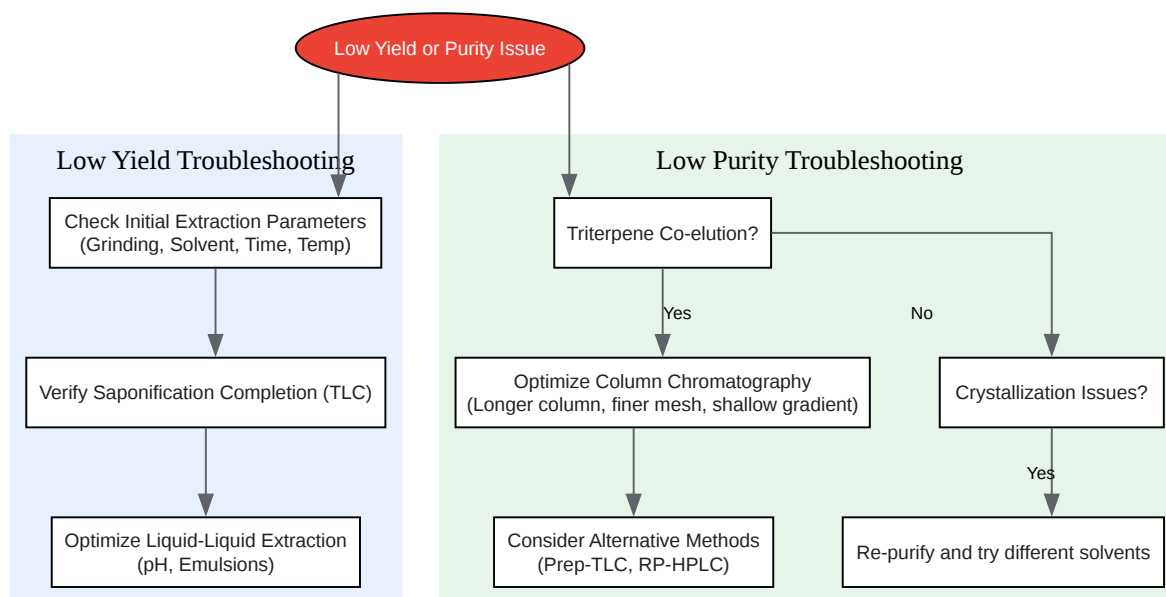 Low Yield or Purity Issue
Low Yield Troubleshooting
Check Initial Extraction Parameters
(Grinding, Solvent, Time, Temp)
Verify Saponification Completion (TLC)
Optimize Liquid-Liquid Extraction
(pH, Emulsions)
Low Purity Troubleshooting
Triterpene Co-elution?
Yes
No
Optimize Column Chromatography
(Longer column, finer mesh, shallow gradient)
Crystallization Issues?
Yes
Consider Alternative Methods
(Prep-TLC, RP-HPLC)
Re-purify and try different solvents